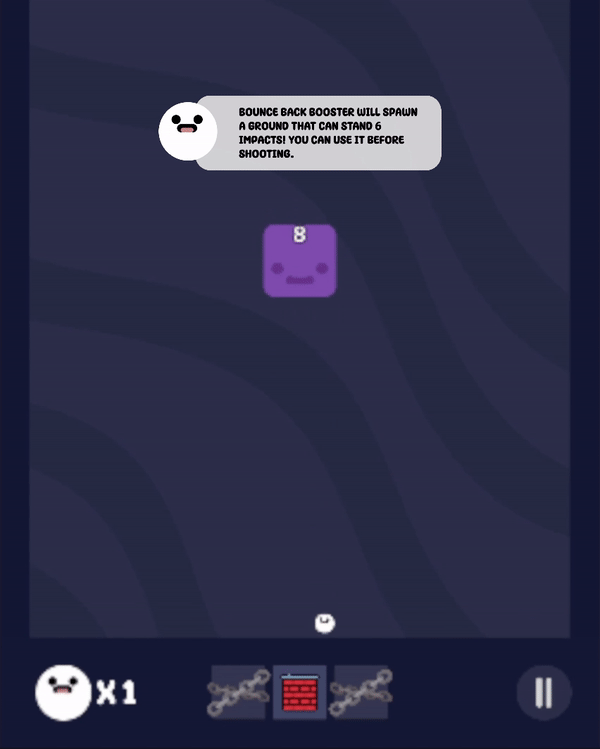 BOUNCE BACK BOOSTER WILL SPAWN
A GROUND THAT CAN STAND 6
IMPACTS! YOU CAN USE IT BEFORE
SHOOTING.
8
X1